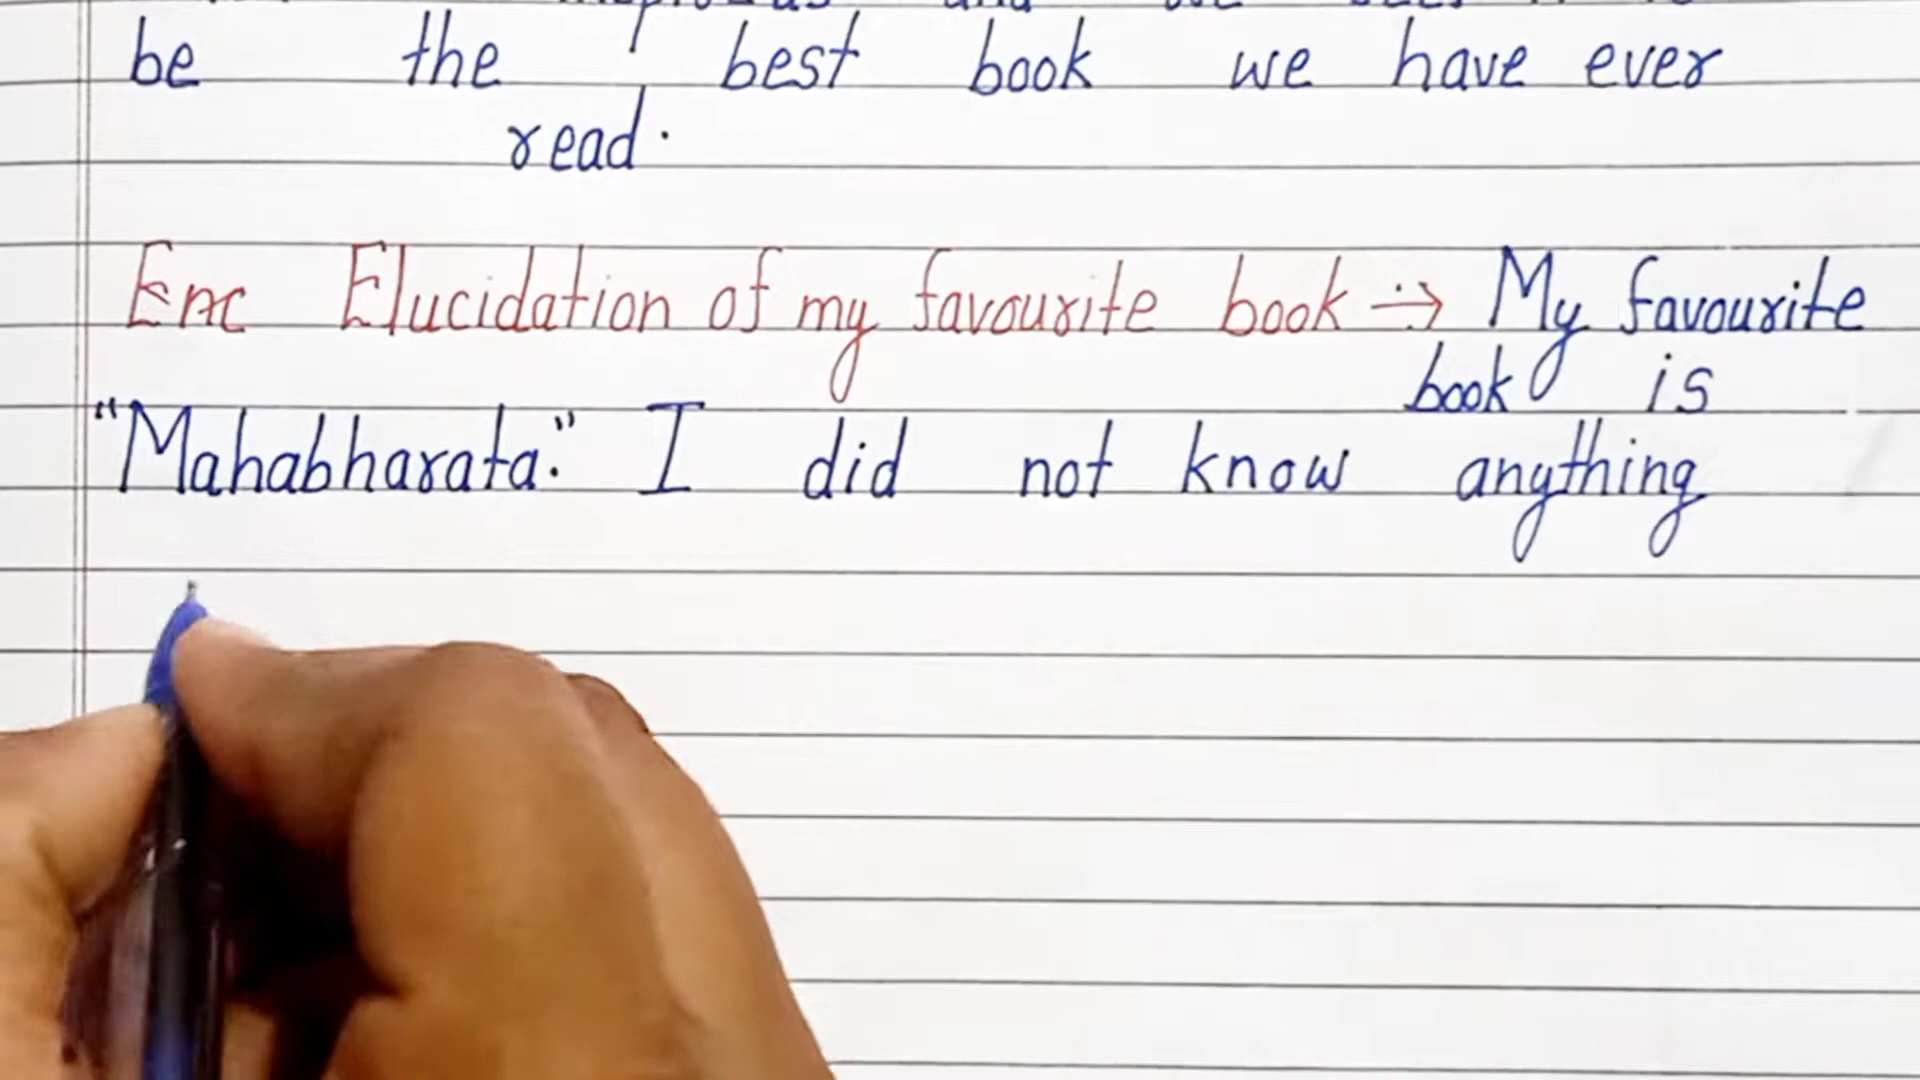 be the best book we have ever
read.
Enc Elucidation of my favourite book :→ My favourite
book is
"Mahabharata." I did not know anything